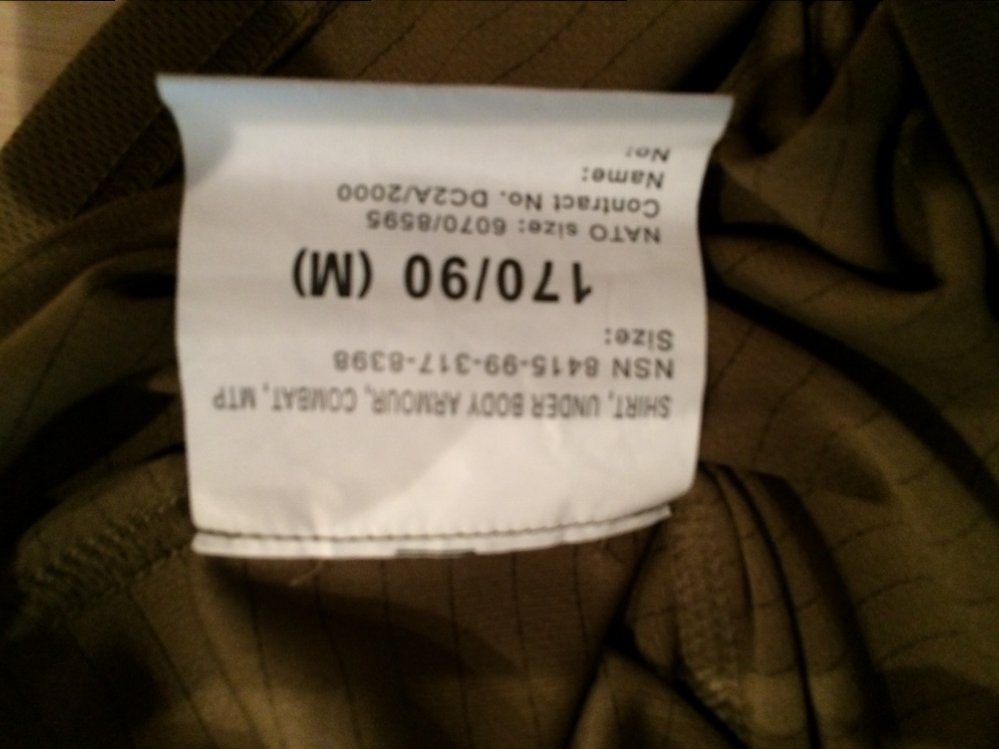 SHIRT, UNDER BODY ARMOUR, COMBAT, MTP
NSN 8415-99-317-8398
Size:
170/90 (M)
NATO size: 6070/8595
Contract No. DC2A/2000
Name:
No: